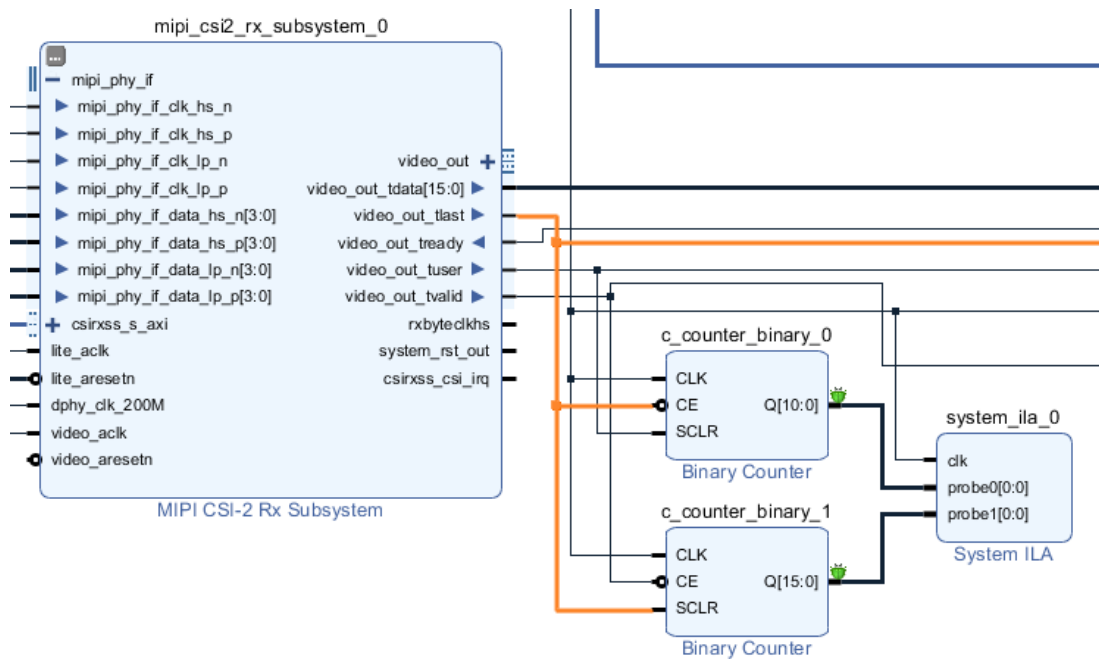 mipi_csi2_rx_subsystem_0
...
mipi_phy_if
mipi_phy_if_clk_hs_n
mipi_phy_if_clk_hs_p
mipi_phy_if_clk_lp_n
mipi_phy_if_clk_lp_p
mipi_phy_if_data_hs_n[3:0]
mipi_phy_if_data_hs_p[3:0]
mipi_phy_if_data_lp_n[3:0]
mipi_phy_if_data_lp_p[3:0]
csirxss_s_axi
lite_aclk
lite_aresetn
dphy_clk_200M
video_aclk
video_aresetn
video_out
video_out_tdata[15:0]
video_out_tlast
video_out_tready
video_out_tuser
video_out_tvalid
rxbyteclkhs
system_rst_out
csirxss_csi_irq
MIPI CSI-2 Rx Subsystem
c_counter_binary_0
CLK
CE
SCLR
Q[10:0]
Binary Counter
c_counter_binary_1
CLK
CE
SCLR
Q[15:0]
Binary Counter
system_ila_0
clk
probe0[0:0]
probe1[0:0]
System ILA